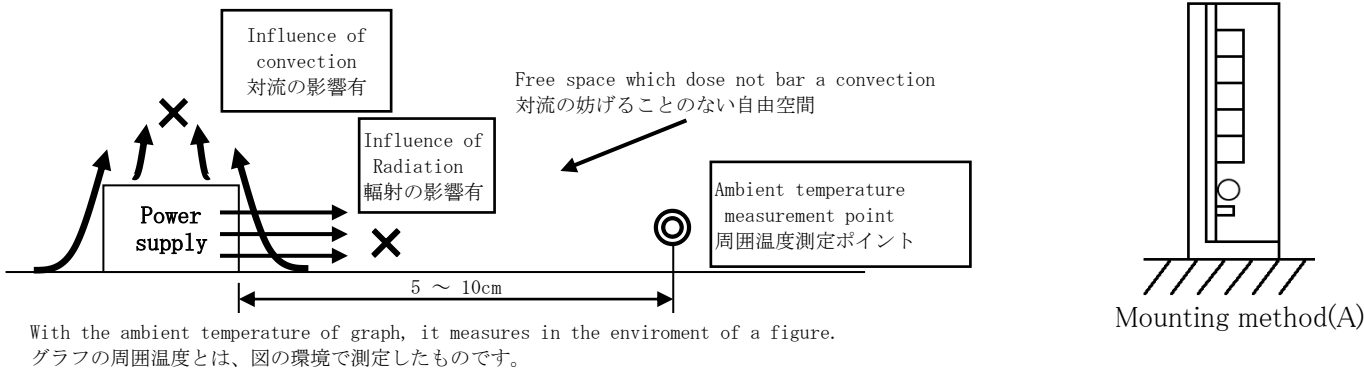 Influence of
convection
対流の影響有
Free space which dose not bar a convection
対流の妨げることのない自由空間
Influence of
Radiation
輻射の影響有
Power
supply
Ambient temperature
measurement point
周囲温度測定ポイント
5 ～ 10cm
With the ambient temperature of graph, it measures in the enviroment of a figure.
グラフの周囲温度とは、図の環境で測定したものです。
Mounting method(A)